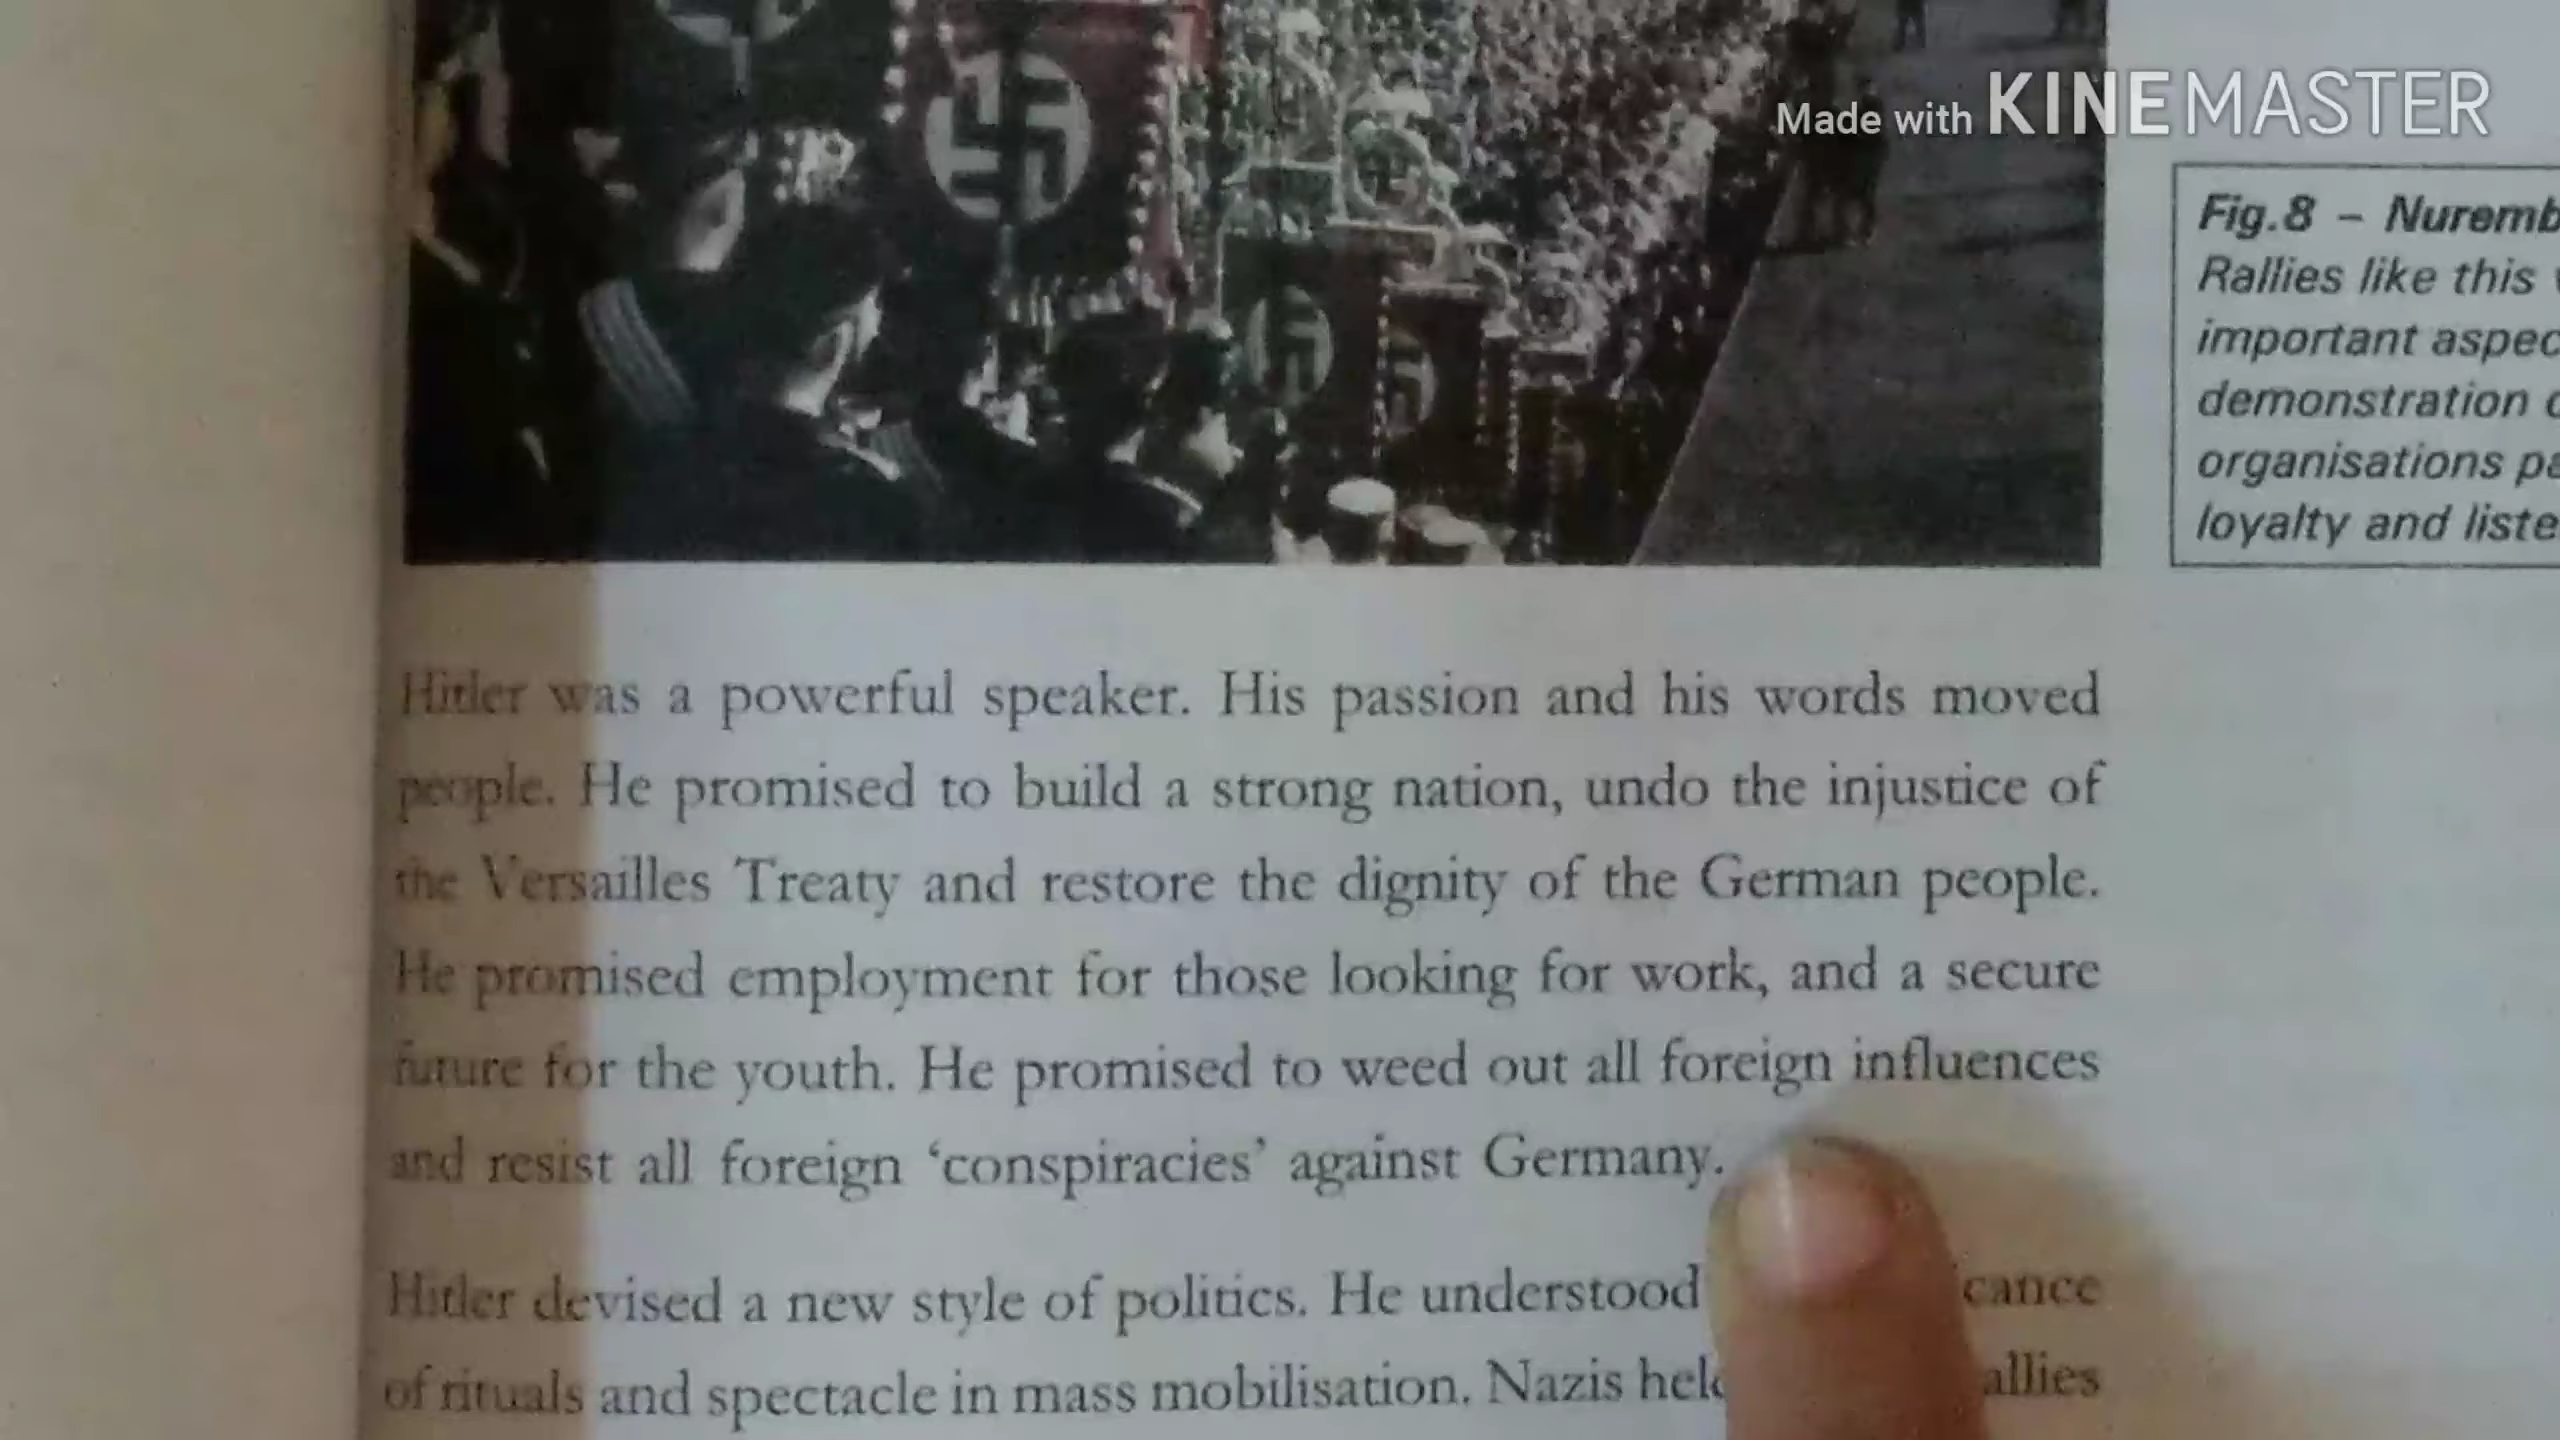 Made with KINEMASTER
Fig.8 – Nuremb
Rallies like this
important aspec
demonstration
organisations pa
loyalty and liste
Hitler was a powerful speaker. His passion and his words moved
people. He promised to build a strong nation, undo the injustice of
the Versailles Treaty and restore the dignity of the German people.
He promised employment for those looking for work, and a secure
future for the youth. He promised to weed out all foreign influences
and resist all foreign ‘conspiracies’ against Germany.
Hitler devised a new style of politics. He understood cance
of rituals and spectacle in mass mobilisation. Nazis hel allies